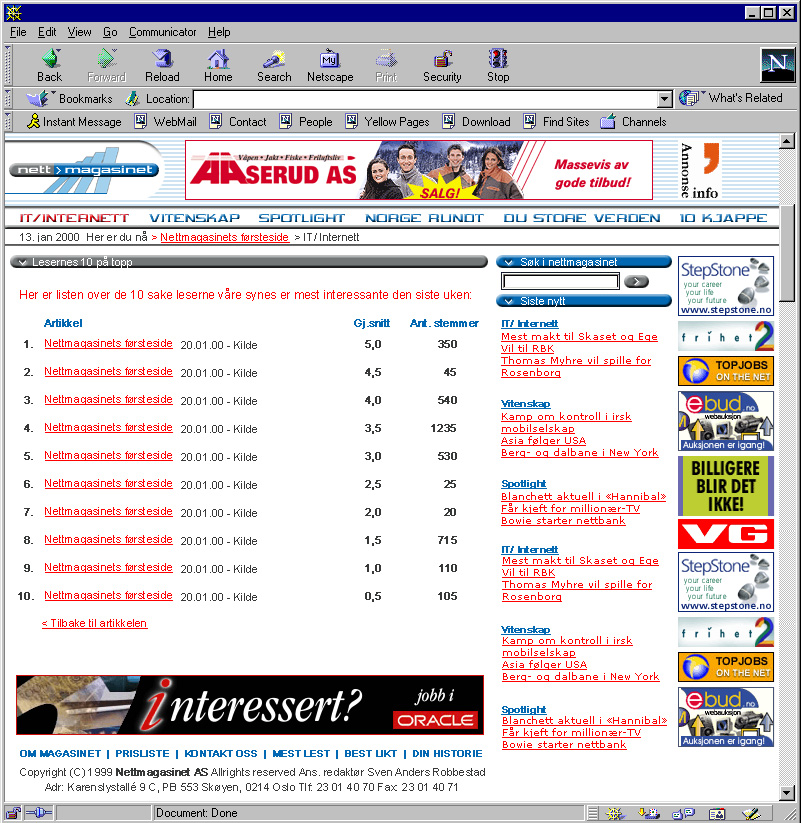 File Edit View Go Communicator Help
Back Forward Reload Home Search Netscape Print Security Stop
My
N
Bookmarks Location: What's Related
Instant Message WebMail Contact People Yellow Pages Download Find Sites Channels
nett magasinet
Våpen • Jakt • Fiske • Friluftsliv
AASERUD AS
SALG!
Massevis av
gode tilbud!
Annonse info
IT/INTERNETT VITENSKAP SPOTLIGHT NORGE RUNDT DU STORE VERDEN 10 KJAPPE
13. jan 2000 Her er du nå > Nettmagasinets førsteside > IT/Internett
Lesernes 10 på topp
Her er listen over de 10 sake leserne våre synes er mest interessante den siste uken:
Artikkel Gj.snitt Ant. stemmer
1. Nettmagasinets førsteside 20.01.00 - Kilde 5,0 350
2. Nettmagasinets førsteside 20.01.00 - Kilde 4,5 45
3. Nettmagasinets førsteside 20.01.00 - Kilde 4,0 540
4. Nettmagasinets førsteside 20.01.00 - Kilde 3,5 1235
5. Nettmagasinets førsteside 20.01.00 - Kilde 3,0 530
6. Nettmagasinets førsteside 20.01.00 - Kilde 2,5 25
7. Nettmagasinets førsteside 20.01.00 - Kilde 2,0 20
8. Nettmagasinets førsteside 20.01.00 - Kilde 1,5 715
9. Nettmagasinets førsteside 20.01.00 - Kilde 1,0 110
10. Nettmagasinets førsteside 20.01.00 - Kilde 0,5 105
< Tilbake til artikkelen
interessert?
jobb i
ORACLE
OM MAGASINET | PRISLISTE | KONTAKT OSS | MEST LEST | BEST LIKT | DIN HISTORIE
Copyright (C) 1999 Nettmagasinet AS Allrights reserved Ans. redaktør Sven Anders Robbestad
Adr: Karenslystallé 9 C, PB 553 Skøyen, 0214 Oslo Tlf: 23 01 40 70 Fax: 23 01 40 71
Søk i nettmagasinet
Siste nytt
IT/ Internett
Mest makt til Skaset og Ege
Vil til RBK
Thomas Myhre vil spille for
Rosenborg
Vitenskap
Kamp om kontroll i irsk
mobilselskap
Asia følger USA
Berg- og dalbane i New York
Spotlight
Blanchett aktuell i «Hannibal»
Får kjeft for millionær-TV
Bowie starter nettbank
IT/ Internett
Mest makt til Skaset og Ege
Vil til RBK
Thomas Myhre vil spille for
Rosenborg
Vitenskap
Kamp om kontroll i irsk
mobilselskap
Asia følger USA
Berg- og dalbane i New York
Spotlight
Blanchett aktuell i «Hannibal»
Får kjeft for millionær-TV
Bowie starter nettbank
StepStone
your career
your life
your future
www.stepstone.no
frihet 2
TOPJOBS
ON THE NET
ebud.no
webauksjon
Auksjonen er igang!
BILLIGERE
BLIR DET
IKKE!
VG
StepStone
your career
your life
your future
www.stepstone.no
frihet 2
TOPJOBS
ON THE NET
ebud.no
webauksjon
Auksjonen er igang!
Document: Done